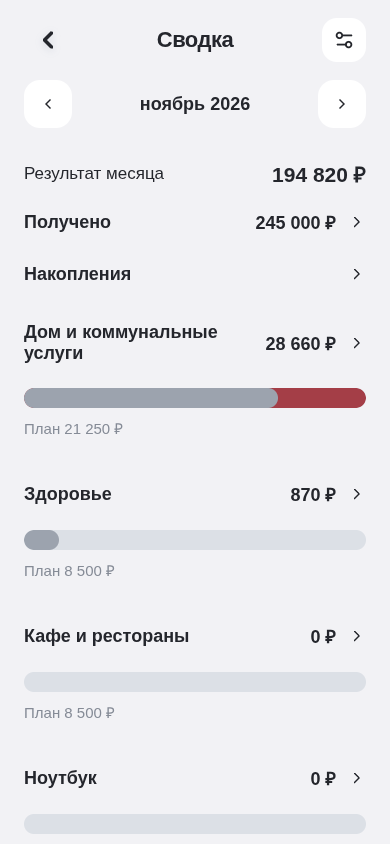 Сводка
ноябрь 2026
Результат месяца 194 820 ₽
Получено 245 000 ₽
Накопления
Дом и коммунальные
услуги 28 660 ₽
План 21 250 ₽
Здоровье 870 ₽
План 8 500 ₽
Кафе и рестораны 0 ₽
План 8 500 ₽
Ноутбук 0 ₽